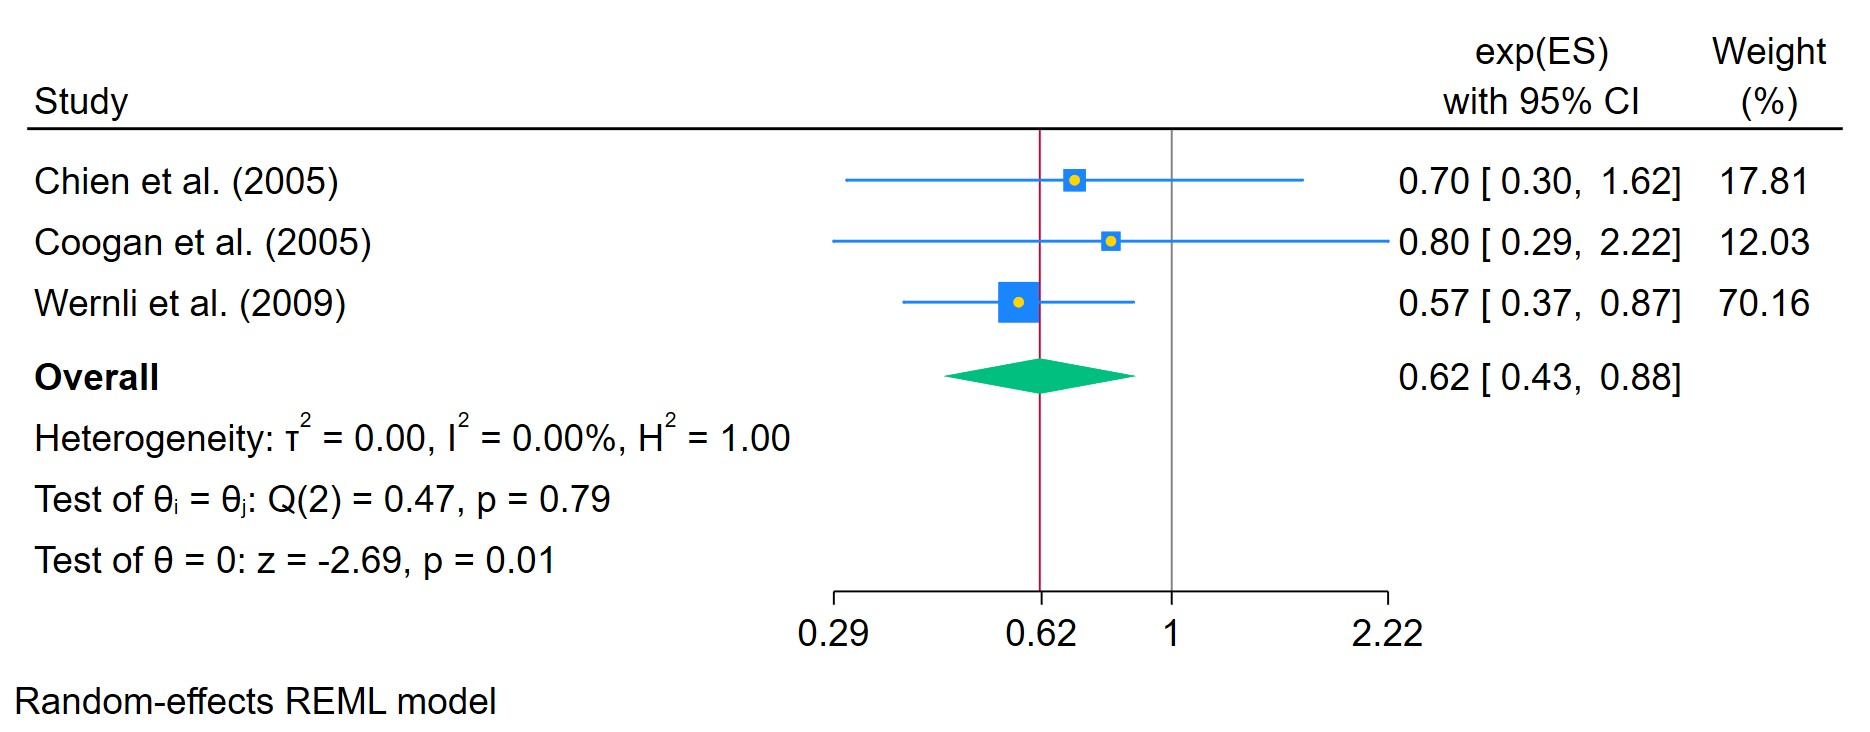 Study exp(ES) with 95% CI Weight (%)
Chien et al. (2005) 0.70 [ 0.30, 1.62] 17.81
Coogan et al. (2005) 0.80 [ 0.29, 2.22] 12.03
Wernli et al. (2009) 0.57 [ 0.37, 0.87] 70.16
Overall 0.62 [ 0.43, 0.88]
Heterogeneity: τ² = 0.00, I² = 0.00%, H² = 1.00
Test of θᵢ = θⱼ: Q(2) = 0.47, p = 0.79
Test of θ = 0: z = -2.69, p = 0.01
0.29 0.62 1 2.22
Random-effects REML model